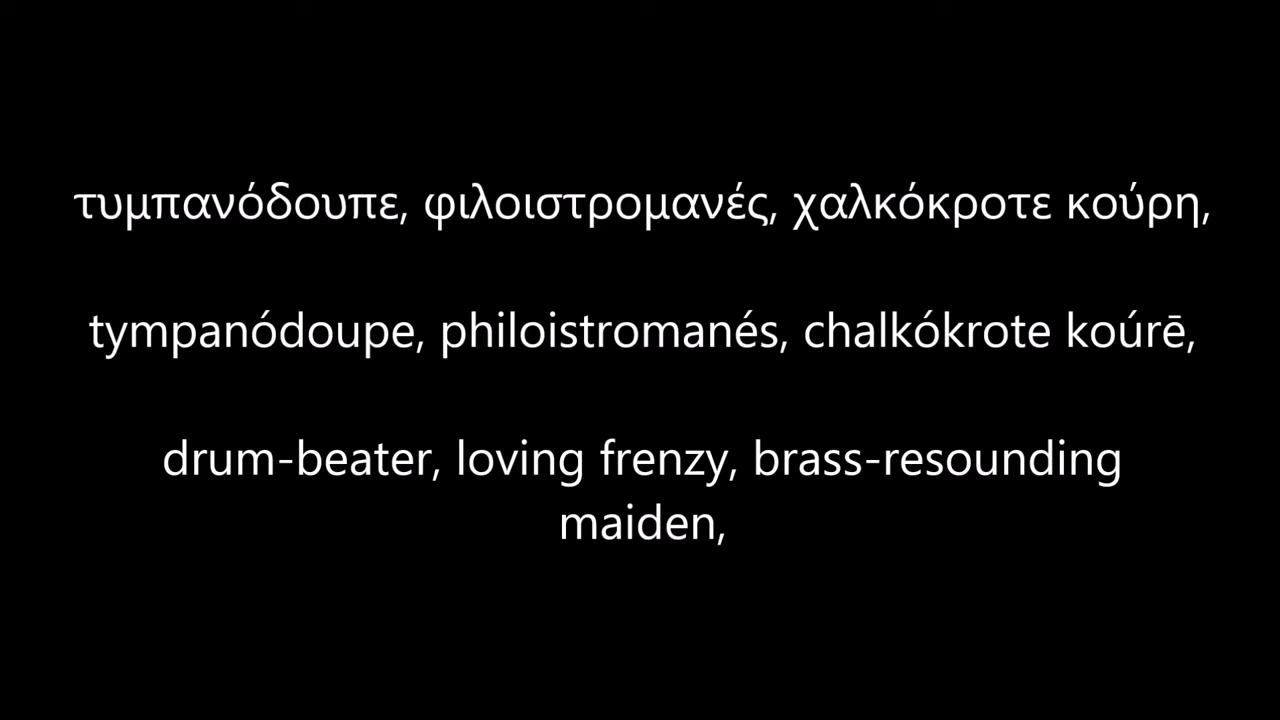 τυμπανόδουπε, φιλοιστρομανές, χαλκόκροτε κούρη,
tympanódoupe, philoistromanés, chalkókrote koúrē,
drum-beater, loving frenzy, brass-resounding
maiden,